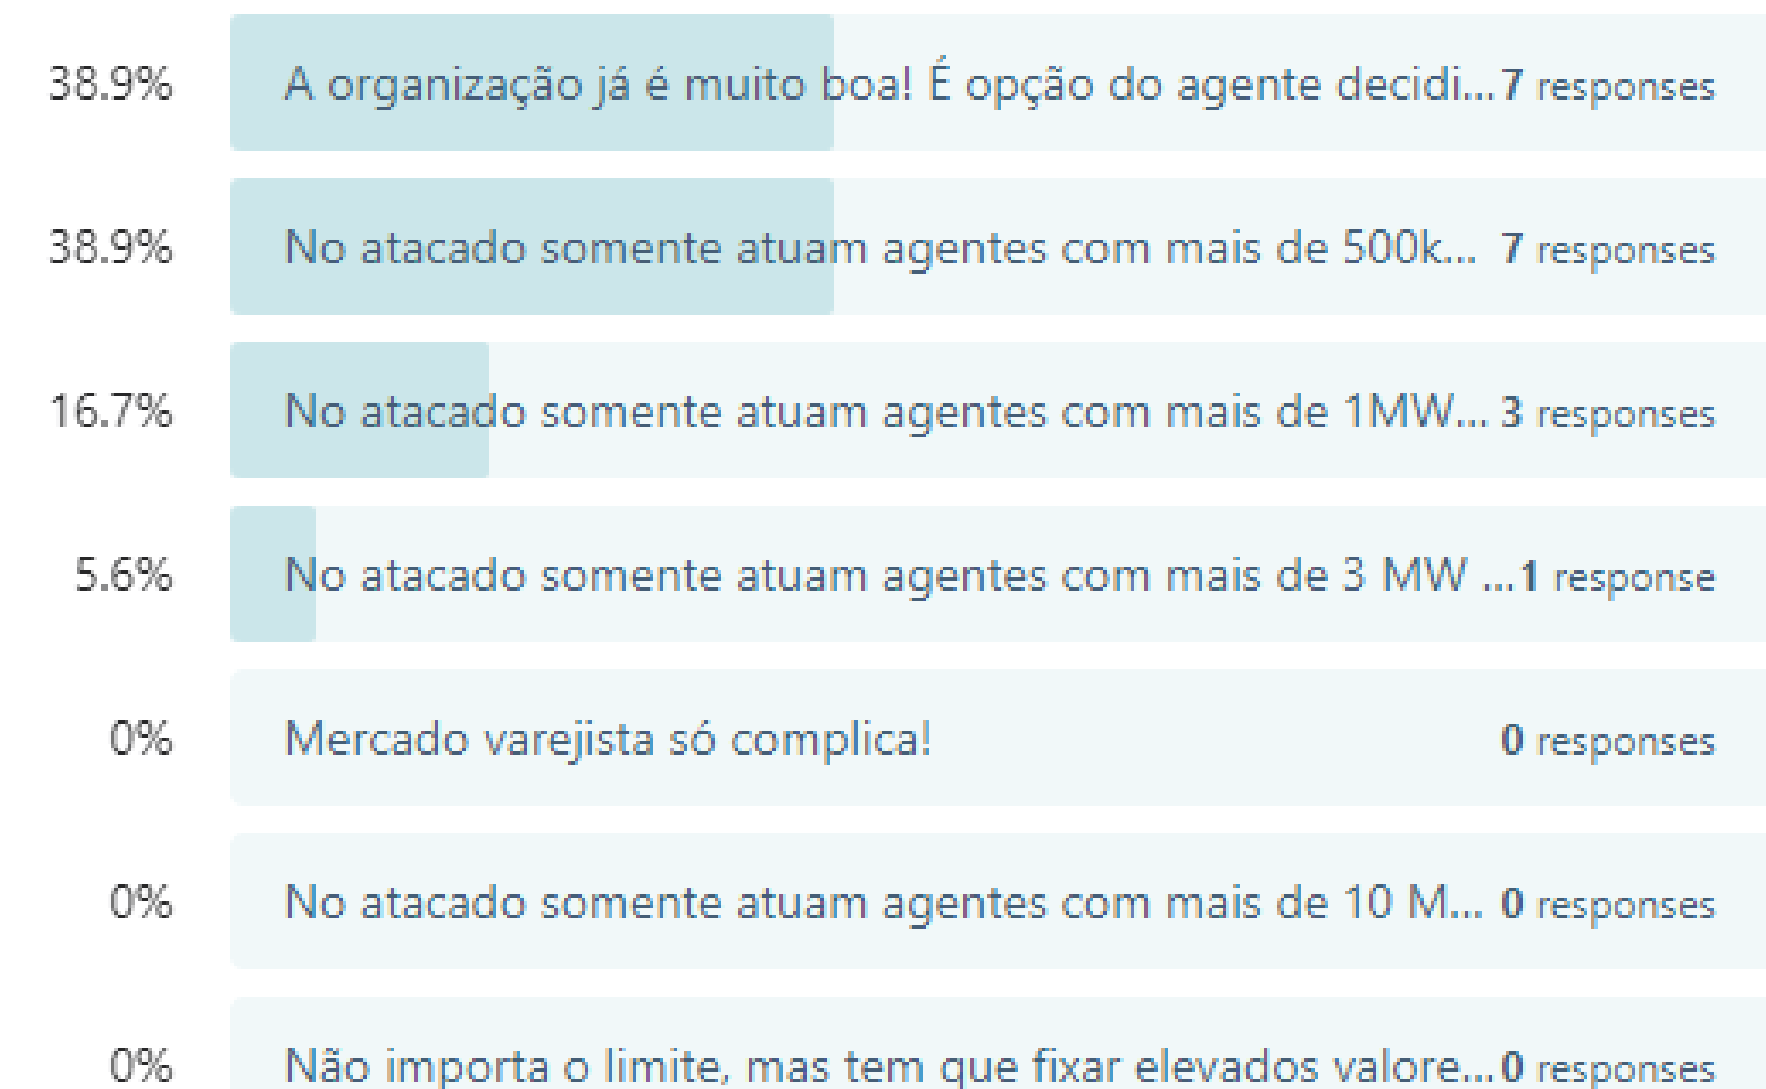 38.9% A organização já é muito boa! É opção do agente decidi... 7 responses
38.9% No atacado somente atuam agentes com mais de 500k... 7 responses
16.7% No atacado somente atuam agentes com mais de 1MW... 3 responses
5.6% No atacado somente atuam agentes com mais de 3 MW ... 1 response
0% Mercado varejista só complica! 0 responses
0% No atacado somente atuam agentes com mais de 10 M... 0 responses
0% Não importa o limite, mas tem que fixar elevados valore... 0 responses